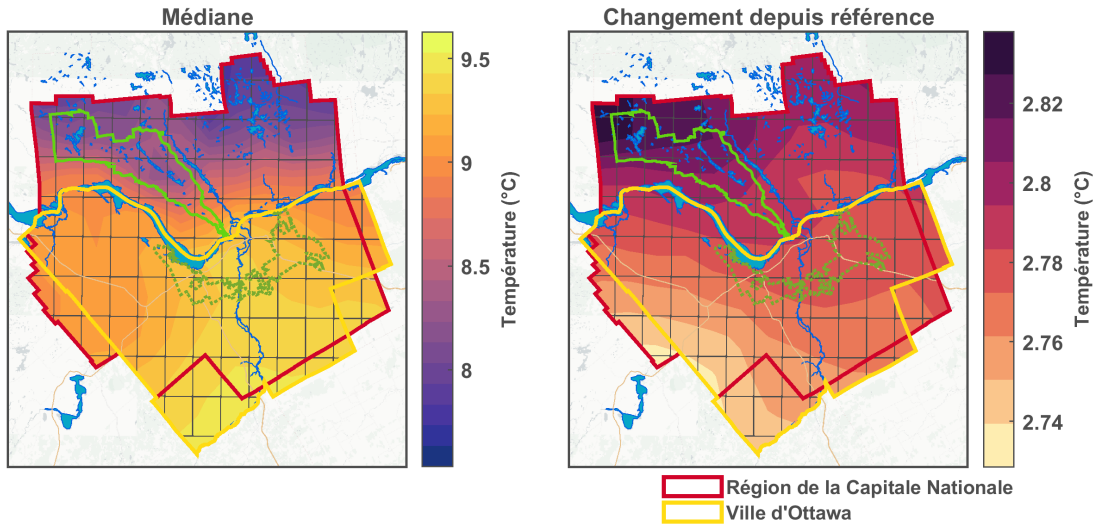 Médiane
Changement depuis référence
9.5
9
8.5
8
Température (°C)
2.82
2.8
2.78
2.76
2.74
Température (°C)
Région de la Capitale Nationale
Ville d'Ottawa